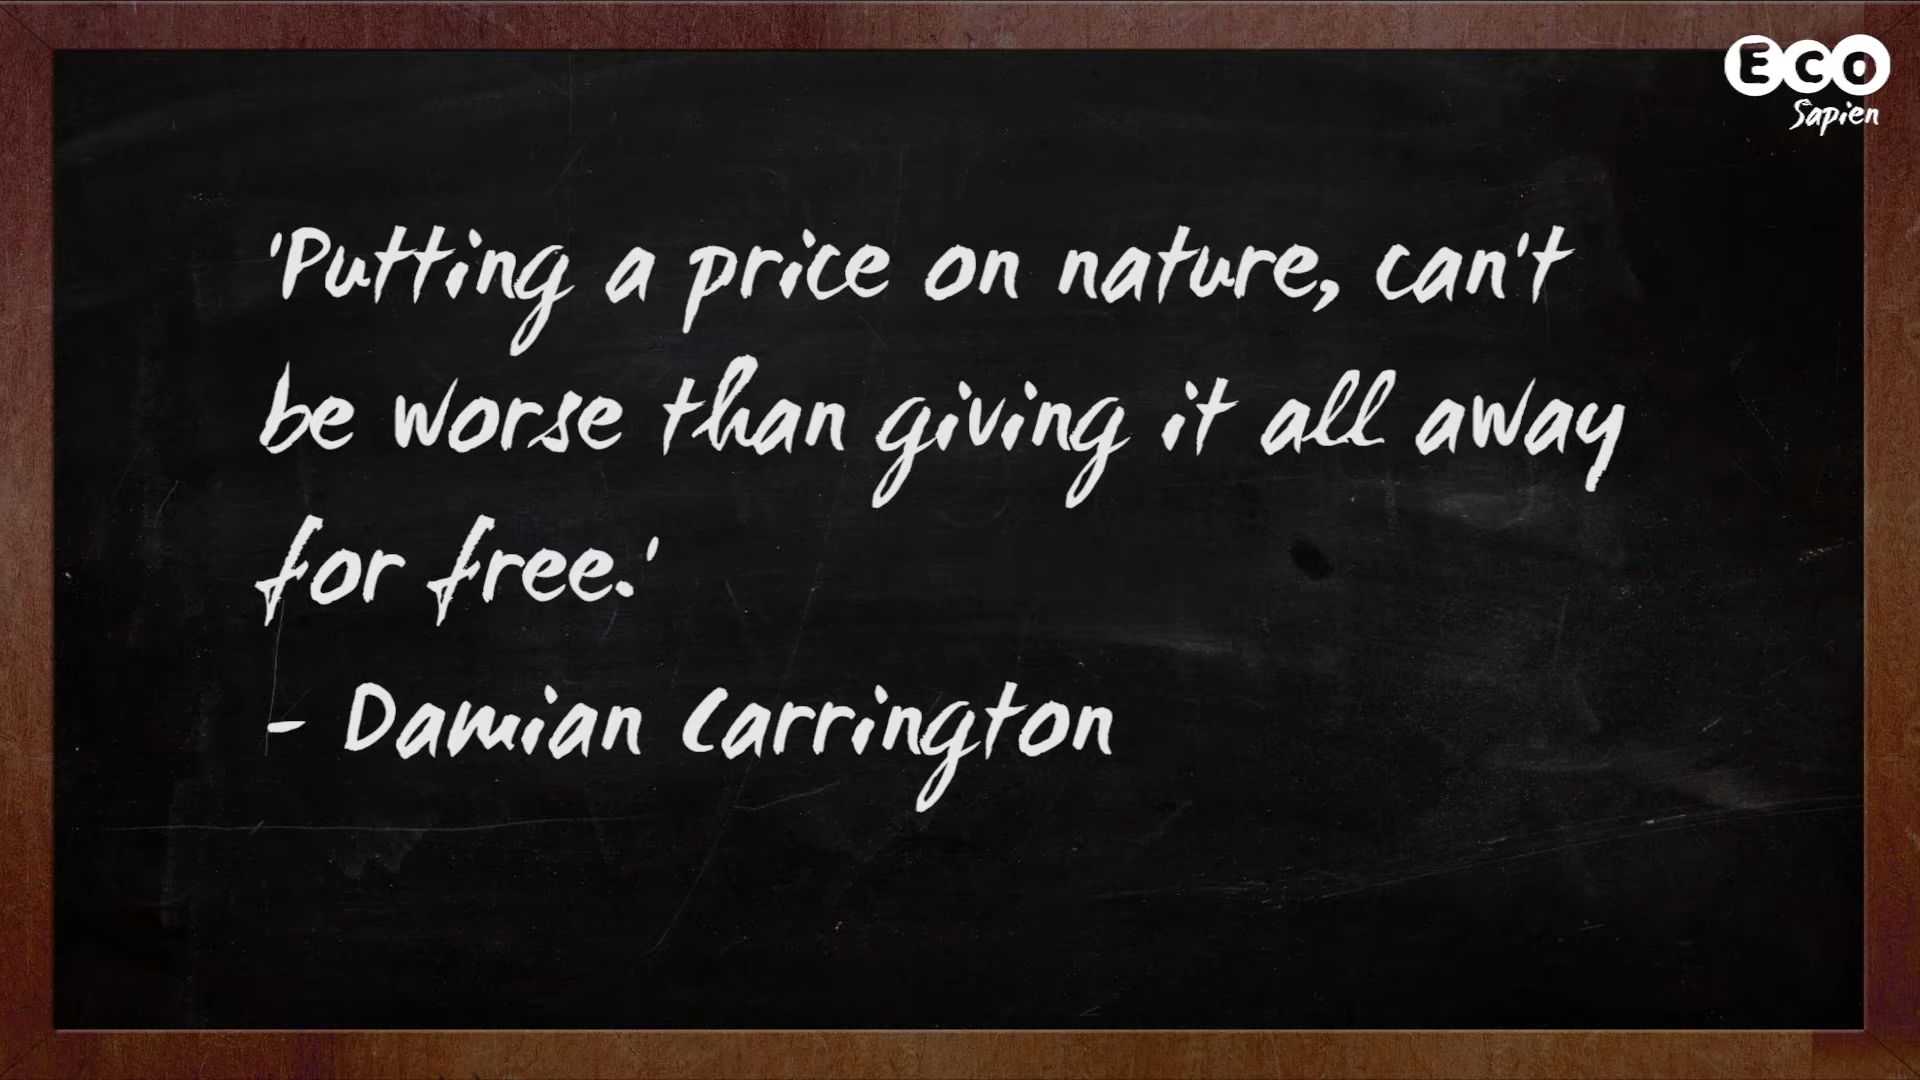 ECO
Sapien
'Putting a price on nature, can't
be worse than giving it all away
for free.'
- Damian Carrington